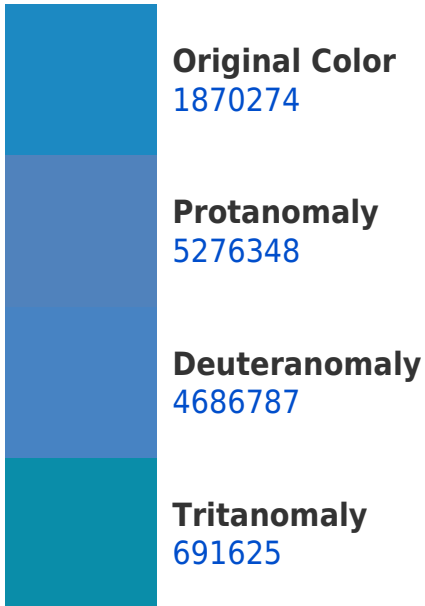 Original Color
1870274
Protanomaly
5276348
Deuteranomaly
4686787
Tritanomaly
691625